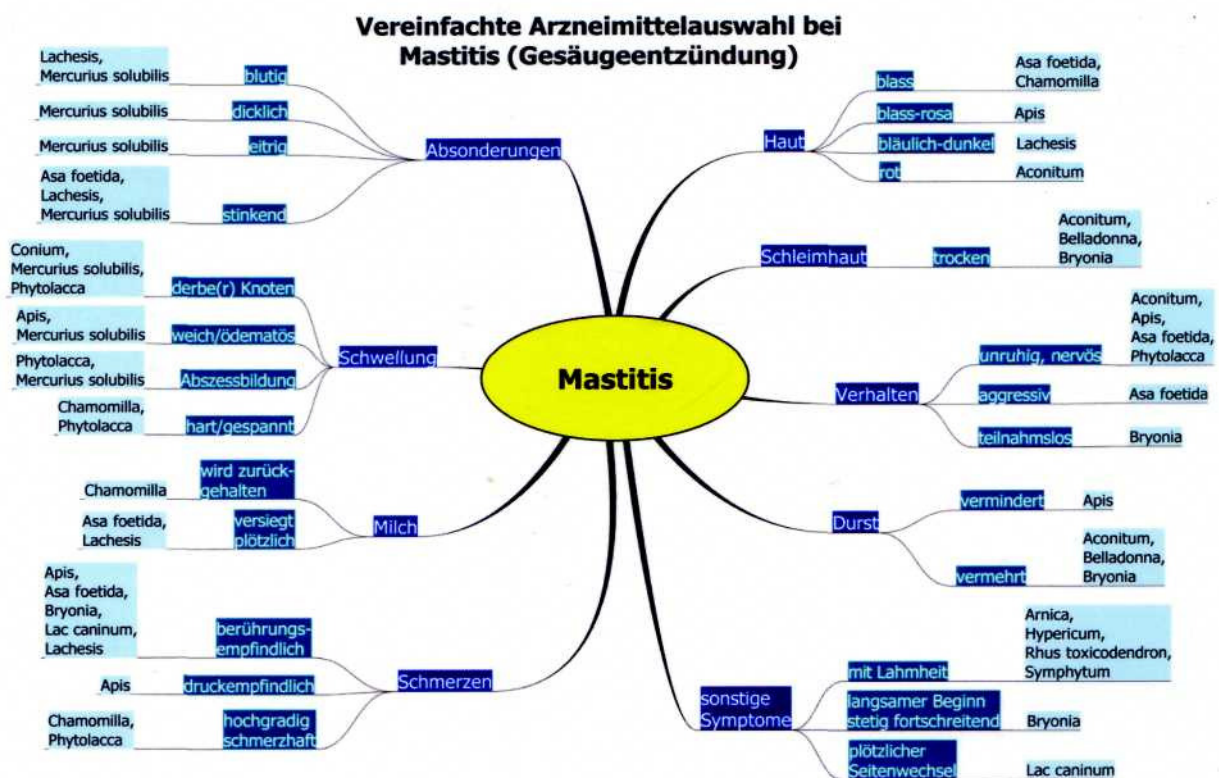 Vereinfachte Arzneimittelauswahl bei
Mastitis (Gesäugeentzündung)
Mastitis
Absonderungen
blutig
Lachesis,
Mercurius solubilis
dicklich
Mercurius solubilis
eitrig
Mercurius solubilis
stinkend
Asa foetida,
Lachesis,
Mercurius solubilis
Schwellung
derbe(r) Knoten
Conium,
Mercurius solubilis,
Phytolacca
weich/ödematös
Apis,
Mercurius solubilis
Abszessbildung
Phytolacca,
Mercurius solubilis
hart/gespannt
Chamomilla,
Phytolacca
Milch
wird zurück-
gehalten
Chamomilla
versiegt
plötzlich
Asa foetida,
Lachesis
Schmerzen
berührungs-
empfindlich
Apis,
Asa foetida,
Bryonia,
Lac caninum,
Lachesis
druckempfindlich
Apis
hochgradig
schmerzhaft
Chamomilla,
Phytolacca
Haut
blass
Asa foetida,
Chamomilla
blass-rosa
Apis
bläulich-dunkel
Lachesis
rot
Aconitum
Schleimhaut
trocken
Aconitum,
Belladonna,
Bryonia
Verhalten
unruhig, nervös
Aconitum,
Apis,
Asa foetida,
Phytolacca
aggressiv
Asa foetida
teilnahmslos
Bryonia
Durst
vermindert
Apis
vermehrt
Aconitum,
Belladonna,
Bryonia
sonstige
Symptome
mit Lahmheit
Arnica,
Hypericum,
Rhus toxicodendron,
Symphytum
langsamer Beginn
stetig fortschreitend
Bryonia
plötzlicher
Seitenwechsel
Lac caninum